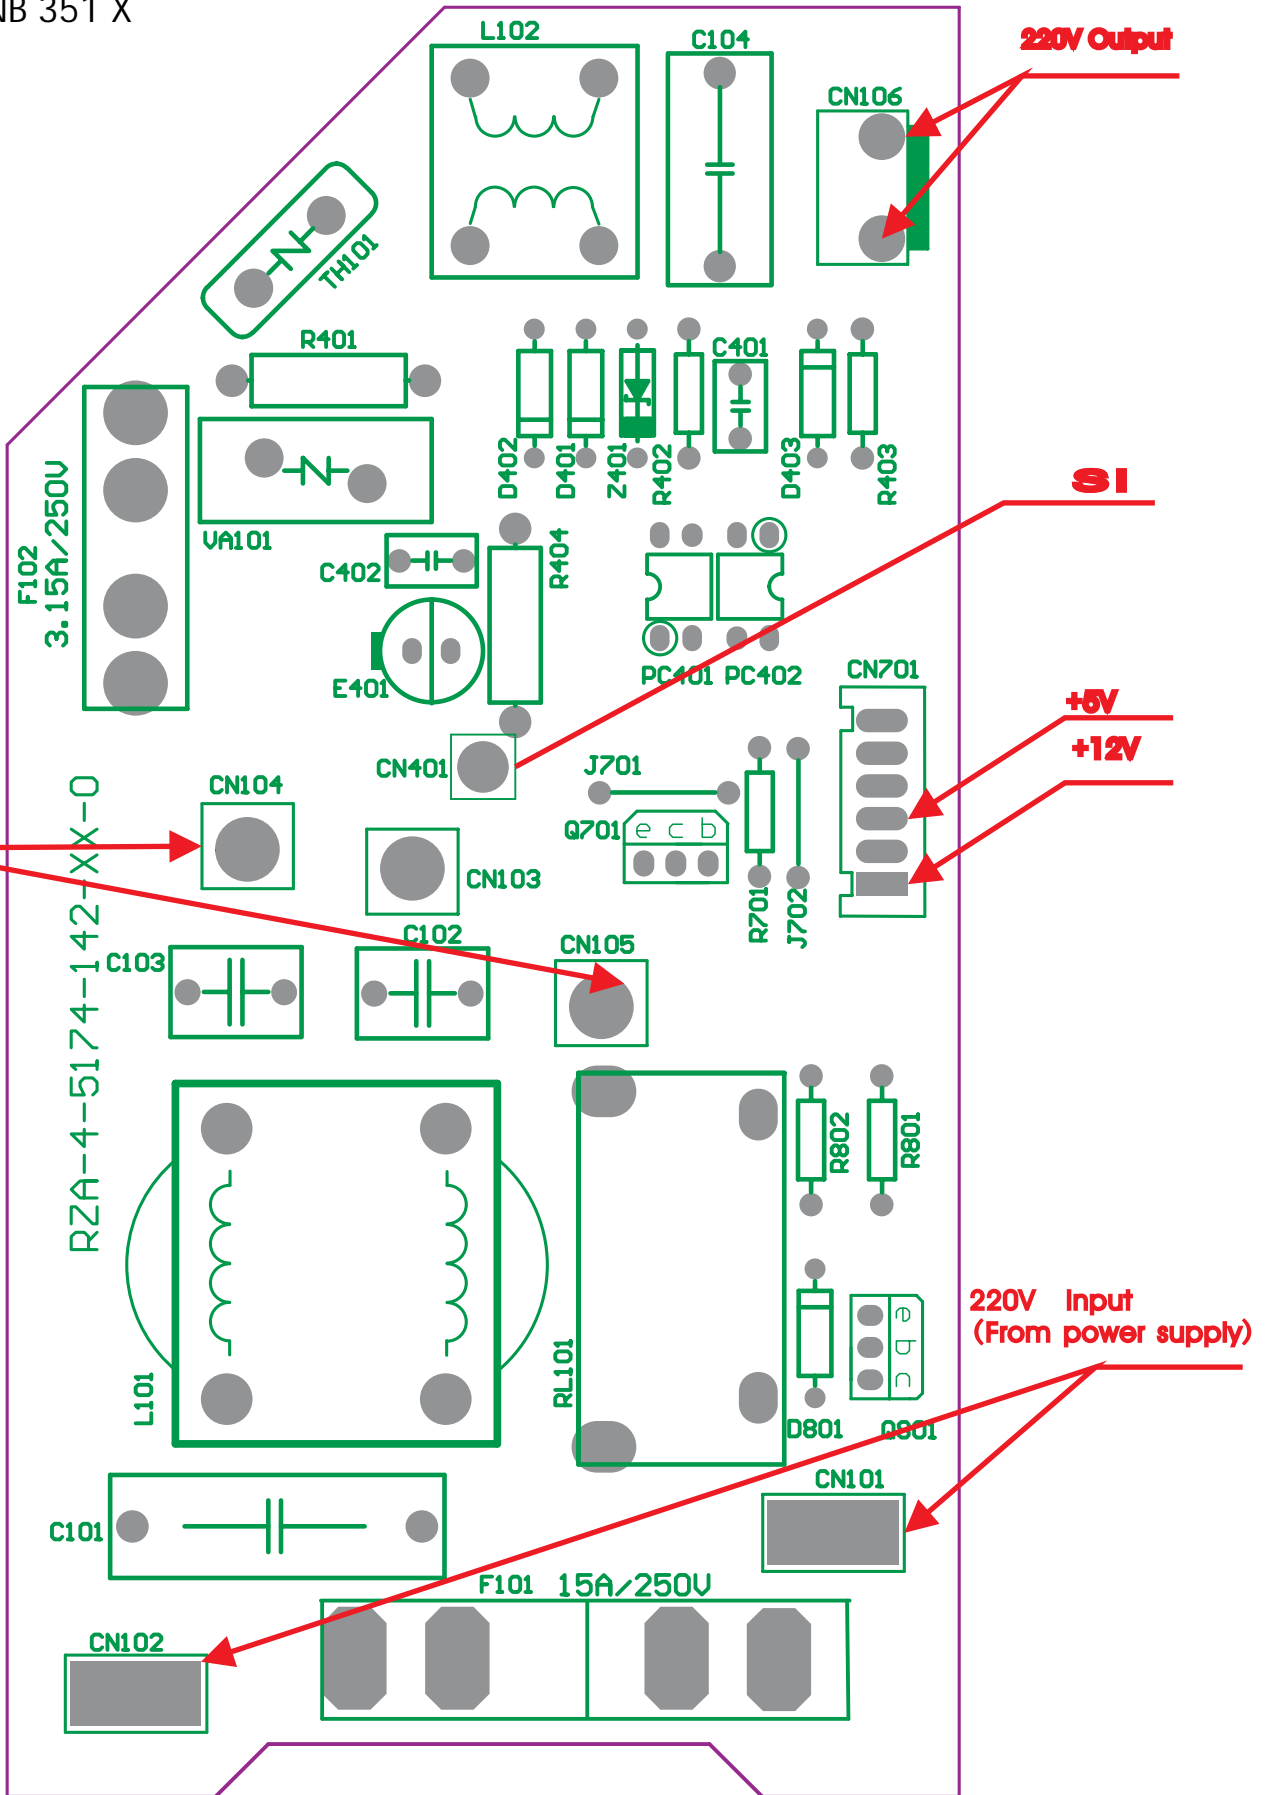 NB 351 X
L102
C104
220V Output
CN106
TH101
R401
C401
D402
D401
Z401
R402
D403
R403
SI
F102
3.15A/250V
VA101
C402
R404
E401
PC401
PC402
CN701
+5V
+12V
CN401
J701
CN104
Q701
e c b
CN103
R701
J702
RZA-4-5174-142-XX-0
C103
C102
CN105
R802
R801
L101
RL101
220V Input
(From power supply)
e b c
D801
Q801
CN101
C101
F101 15A/250V
CN102